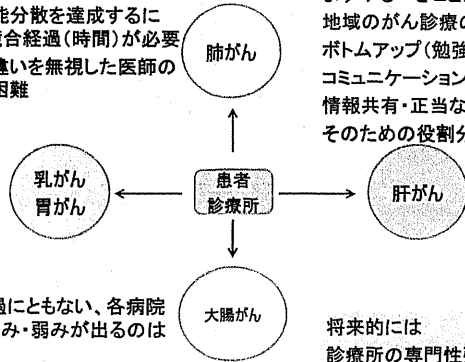 能分散を達成するに
競合経過(時間)が必要
違いを無視した医師の
困難
地域のがん診療の
ボトムアップ(勉強
コミュニケーション
情報共有・正当な
そのための役割分
肺がん
乳がん
胃がん
患者
診療所
肝がん
大腸がん
過にともない、各病院
み・弱みが出るのは
将来的には
診療所の専門性